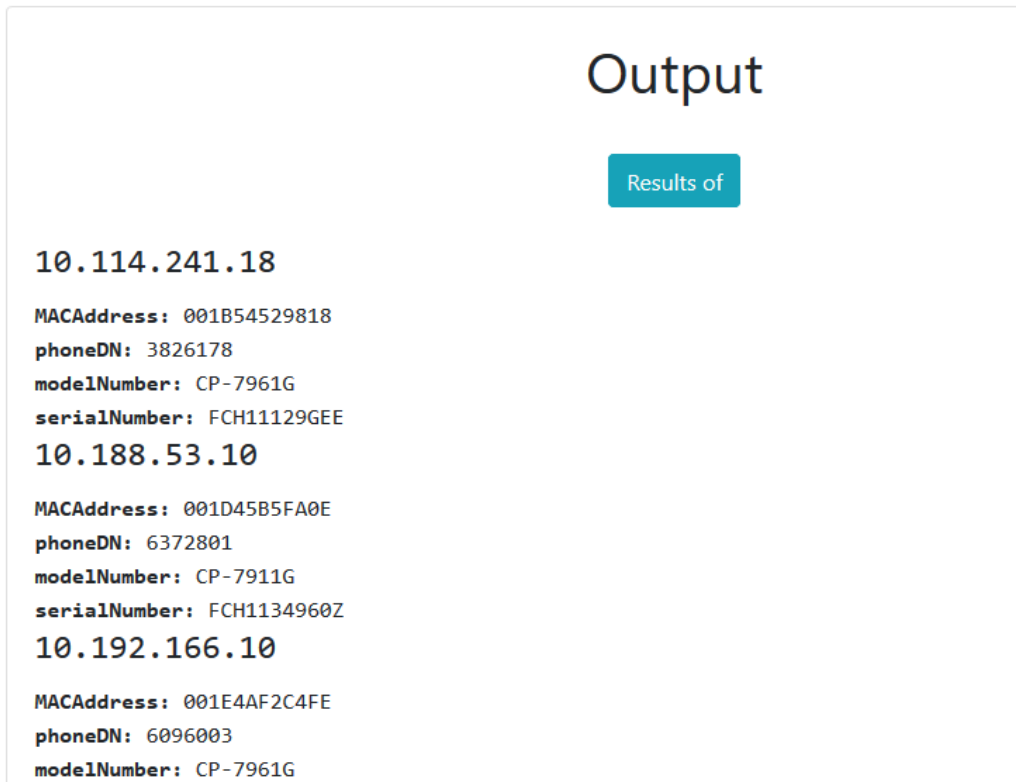 Output
Results of
10.114.241.18
MACAddress: 001B54529818
phoneDN: 3826178
modelNumber: CP-7961G
serialNumber: FCH11129GEE
10.188.53.10
MACAddress: 001D45B5FA0E
phoneDN: 6372801
modelNumber: CP-7911G
serialNumber: FCH1134960Z
10.192.166.10
MACAddress: 001E4AF2C4FE
phoneDN: 6096003
modelNumber: CP-7961G